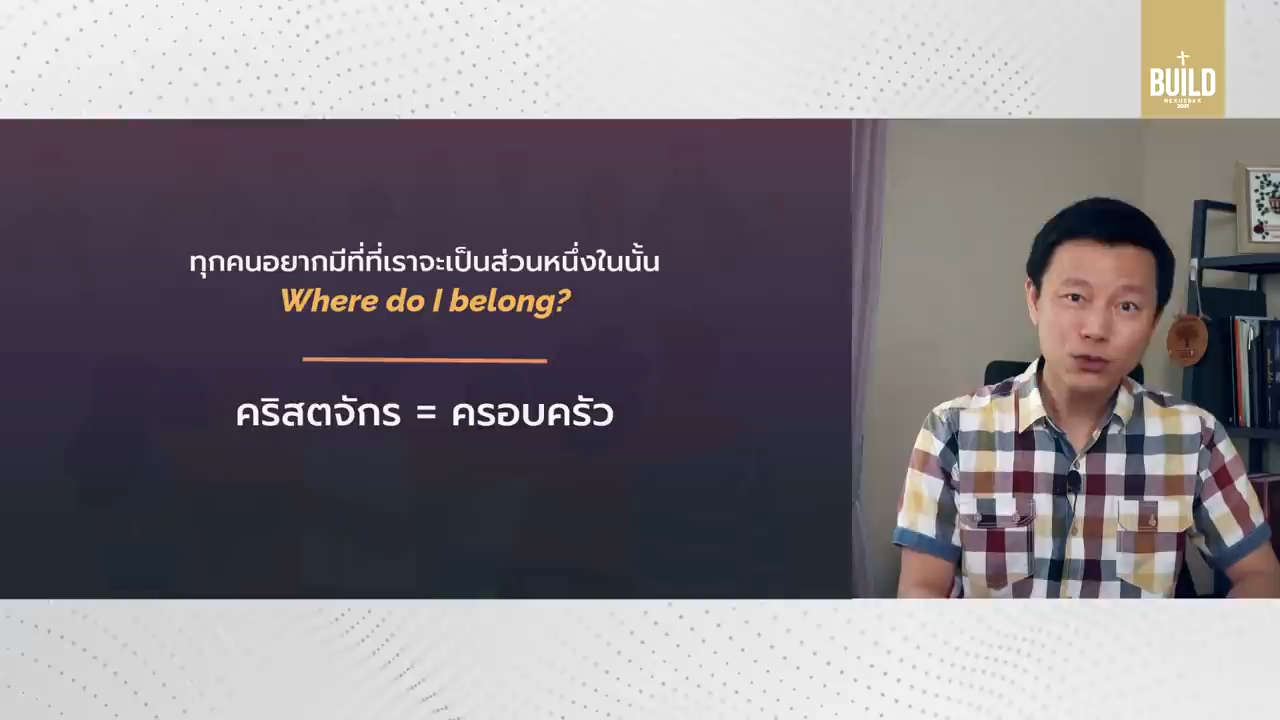 BUILD
NEXUSBKK
2021
ทุกคนอยากมีที่ที่เราจะเป็นส่วนหนึ่งในนั้น
Where do I belong?
คริสตจักร = ครอบครัว